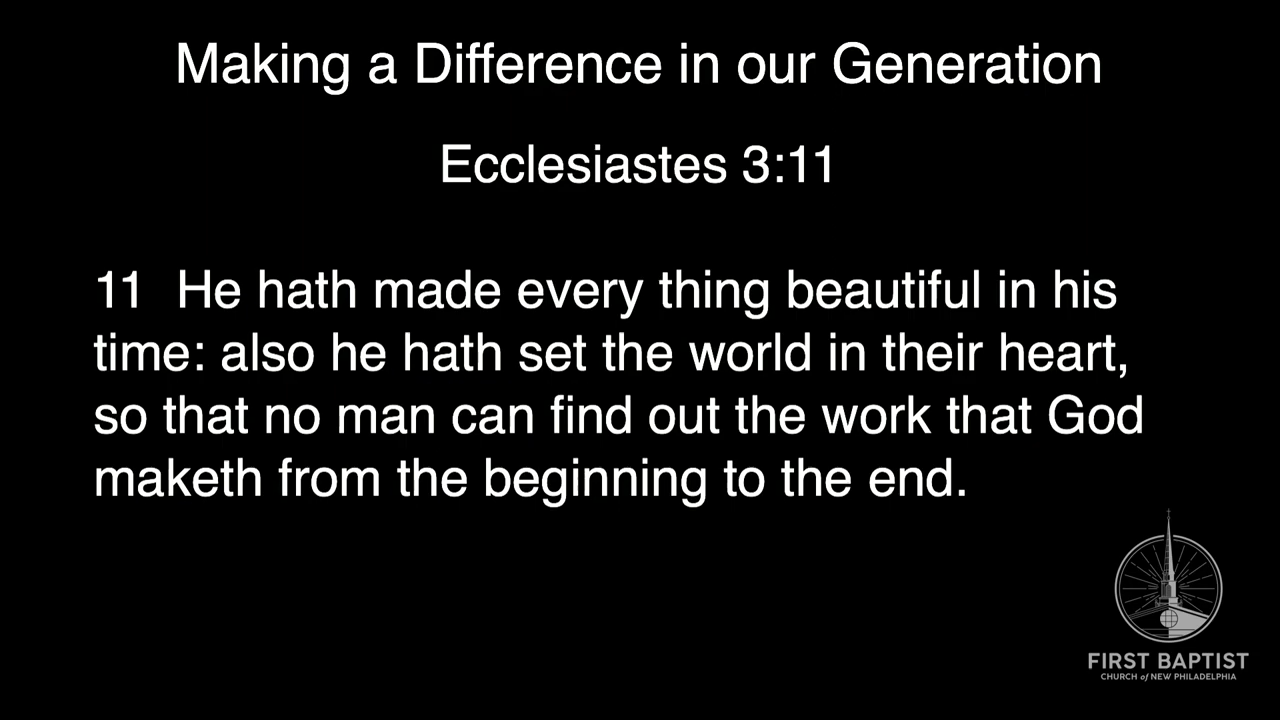 Making a Difference in our Generation
Ecclesiastes 3:11
11 He hath made every thing beautiful in his
time: also he hath set the world in their heart,
so that no man can find out the work that God
maketh from the beginning to the end.
FIRST BAPTIST
CHURCH of NEW PHILADELPHIA